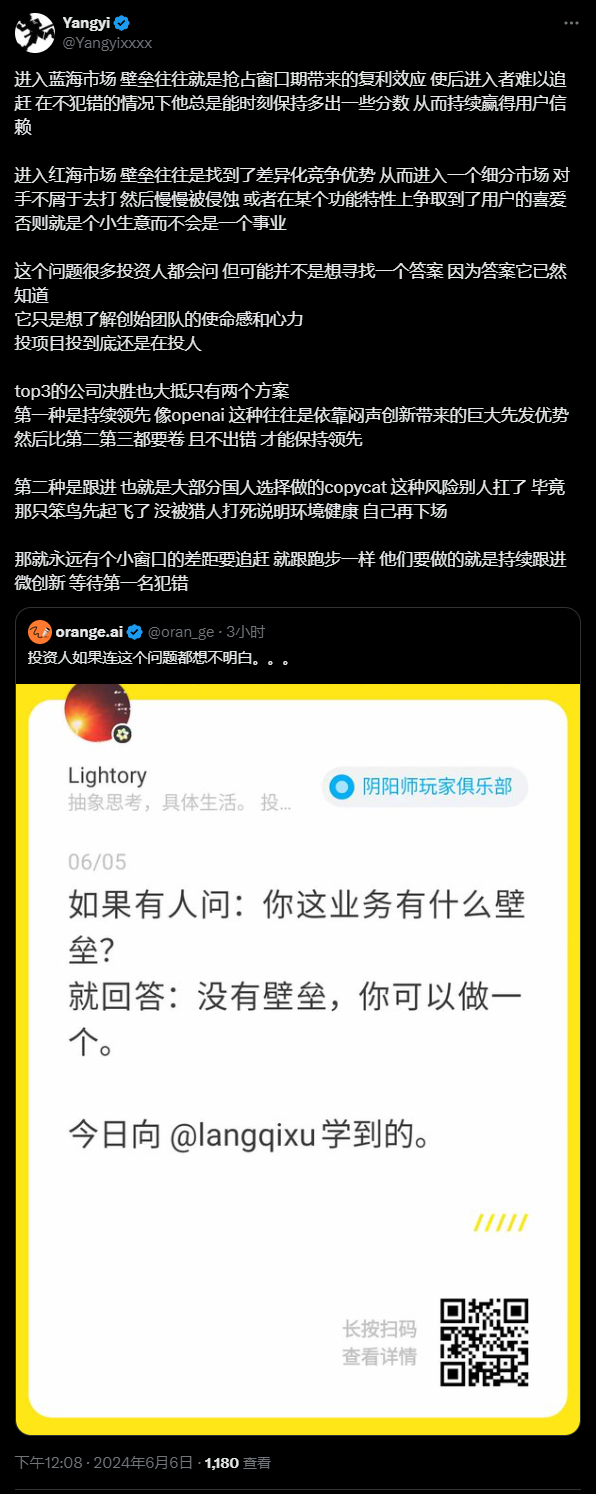 Yangyi
@Yangyixxxx
进入蓝海市场 壁垒往往就是抢占窗口期带来的复利效应 使后进入者难以追
赶 在不犯错的情况下他总是能时刻保持多出一些分数 从而持续赢得用户信
赖
进入红海市场 壁垒往往是找到了差异化竞争优势 从而进入一个细分市场 对
手不屑于去打 然后慢慢被侵蚀 或者在某个功能特性上争取到了用户的喜爱
否则就是个小生意而不会是一个事业
这个问题很多投资人都会问 但可能并不是想寻找一个答案 因为答案它已然
知道
它只是想了解创始团队的使命感和心力
投项目投到底还是在投人
top3的公司决胜也大抵只有两个方案
第一种是持续领先 像openai 这种往往是依靠闷声创新带来的巨大先发优势
然后比第二第三都要卷 且不出错 才能保持领先
第二种是跟进 也就是大部分国人选择做的copycat 这种风险别人扛了 毕竟
那只笨鸟先起飞了 没被猎人打死说明环境健康 自己再下场
那就永远有个小窗口的差距要追赶 就跟跑步一样 他们要做的就是持续跟进
微创新 等待第一名犯错
orange.ai @oran_ge · 3小时
投资人如果连这个问题都想不明白。。。
Lightory
抽象思考，具体生活。 投...
阴阳师玩家俱乐部
06/05
如果有人问：你这业务有什么壁
垒？
就回答：没有壁垒，你可以做一
个。
今日向 @langqixu 学到的。
长按扫码
查看详情
下午12:08 · 2024年6月6日 · 1,180 查看